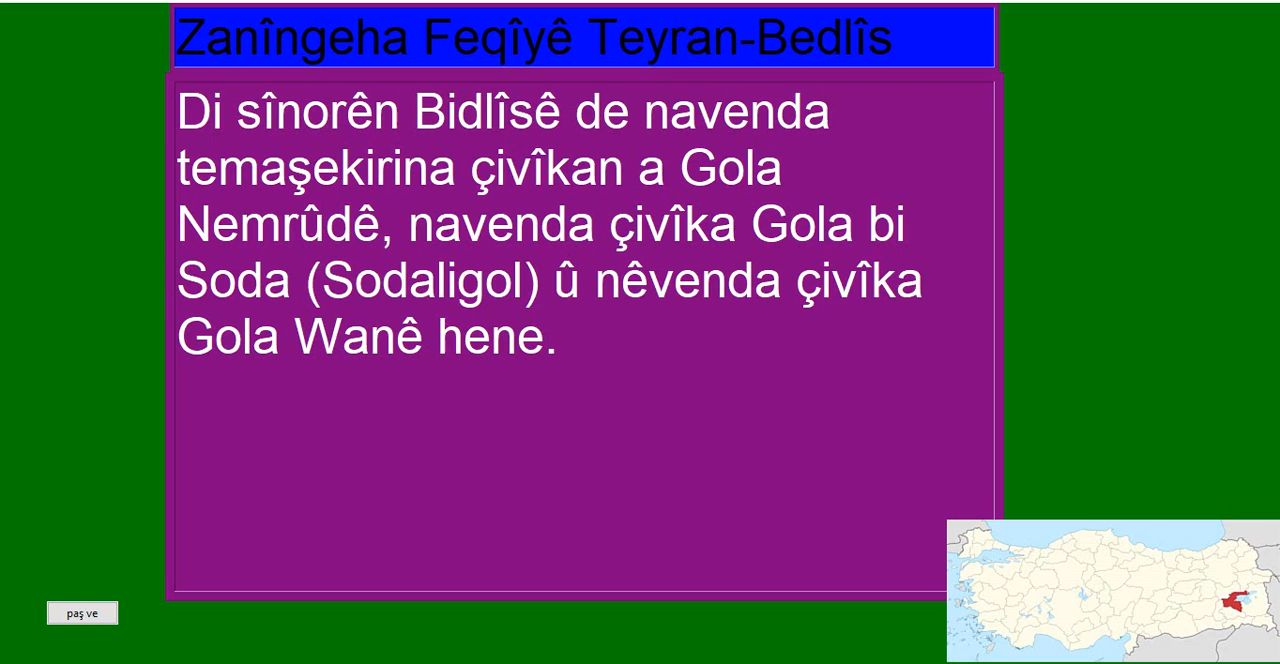 Zanîngeha Feqîyê Teyran-Bedlîs
Di sînorên Bidlîsê de navenda
temaşekirina çivîkan a Gola
Nemrûdê, navenda çivîka Gola bi
Soda (Sodaligol) û nêvenda çivîka
Gola Wanê hene.
paş ve